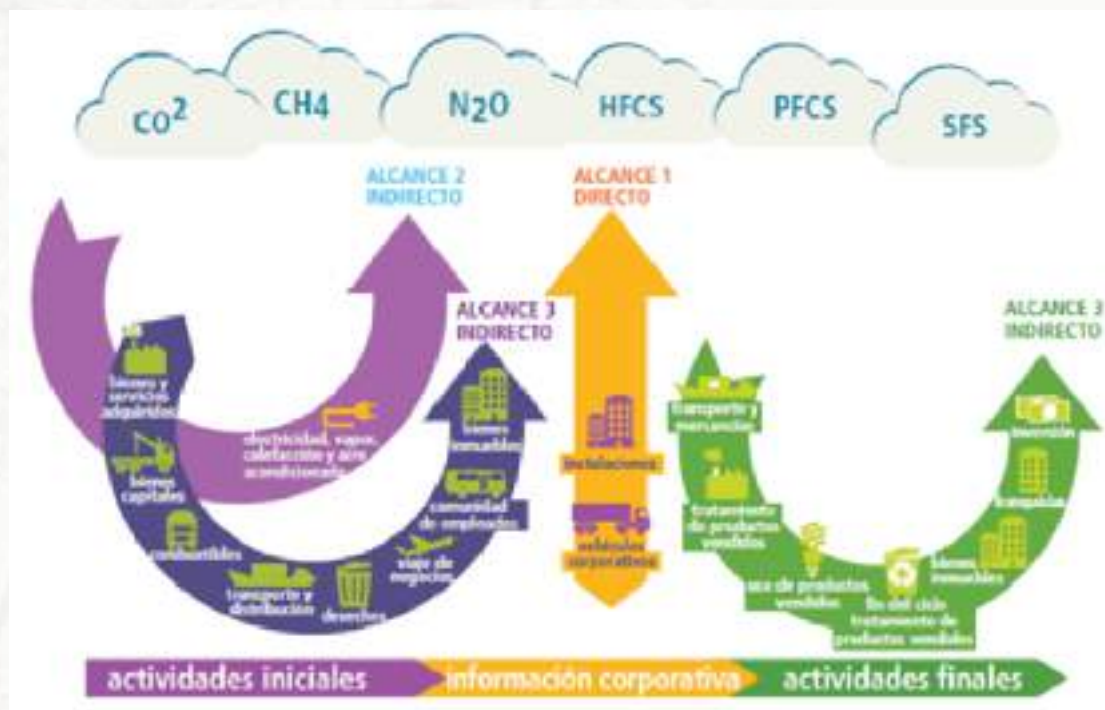 CO²
CH4
N2O
HFCS
PFCS
SFS
ALCANCE 2
INDIRECTO
ALCANCE 1
DIRECTO
ALCANCE 3
INDIRECTO
ALCANCE 3
INDIRECTO
bienes y
servicios
adquiridos
bienes
capitales
combustibles
transporte y
distribución
desechos
viaje de
negocios
comunidad
de empleados
bienes
inmuebles
electricidad, vapor,
calefacción y aire
acondicionado
instalaciones
vehículos
corporativos
transporte y
mercancías
tratamiento
de productos
vendidos
uso de productos
vendidos
fin del ciclo
tratamiento de
productos vendidos
bienes
inmuebles
franquicias
inversión
actividades iniciales
información corporativa
actividades finales